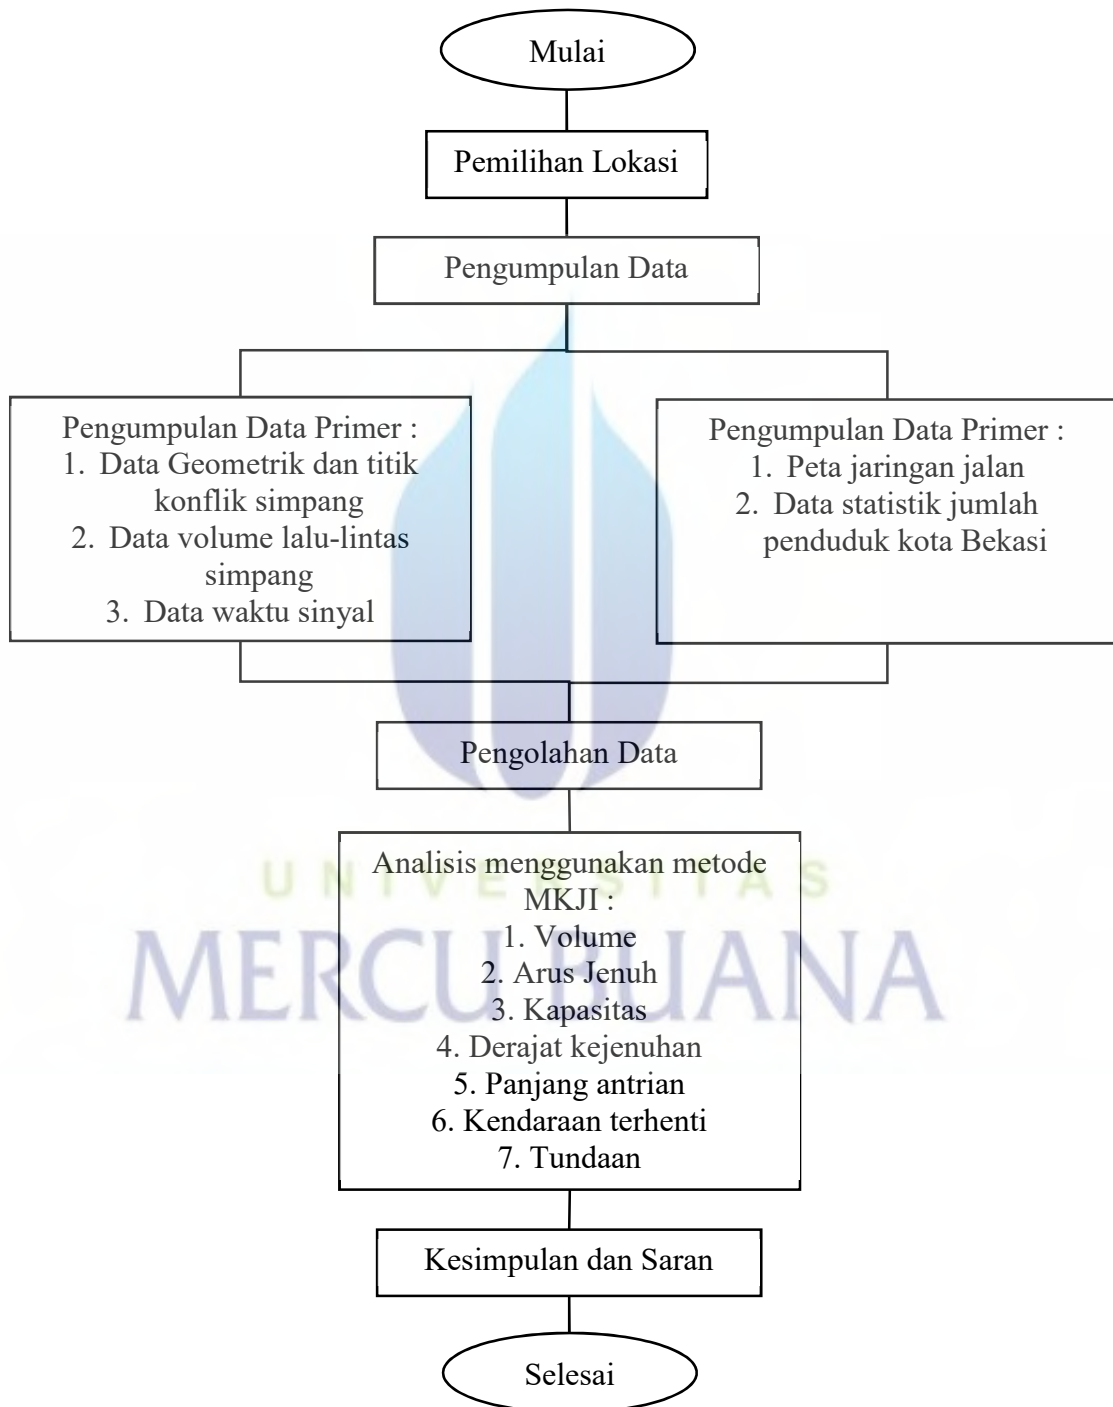 Mulai
Pemilihan Lokasi
Pengumpulan Data
Pengumpulan Data Primer :
1. Data Geometrik dan titik
konflik simpang
2. Data volume lalu-lintas
simpang
3. Data waktu sinyal
Pengumpulan Data Primer :
1. Peta jaringan jalan
2. Data statistik jumlah
penduduk kota Bekasi
Pengolahan Data
Analisis menggunakan metode
MKJI :
1. Volume
2. Arus Jenuh
3. Kapasitas
4. Derajat kejenuhan
5. Panjang antrian
6. Kendaraan terhenti
7. Tundaan
UNIVERSITAS
MERCU BUANA
Kesimpulan dan Saran
Selesai